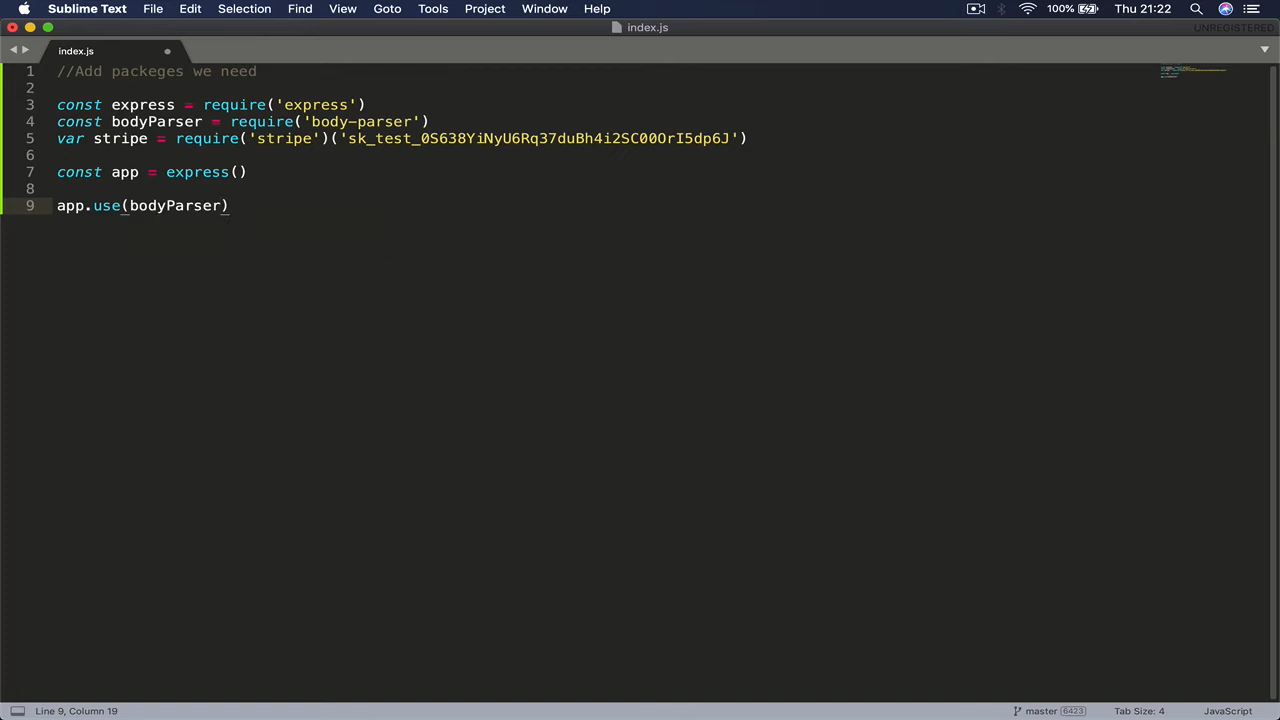 Sublime Text File Edit Selection Find View Goto Tools Project Window Help 100% Thu 21:22
index.js UNREGISTERED
index.js
1 //Add packeges we need
2
3 const express = require('express')
4 const bodyParser = require('body-parser')
5 var stripe = require('stripe')('sk_test_0S638YiNyU6Rq37duBh4i2SC00OrI5dp6J')
6
7 const app = express()
8
9 app.use(bodyParser)
Line 9, Column 19 master 6423 Tab Size: 4 JavaScript